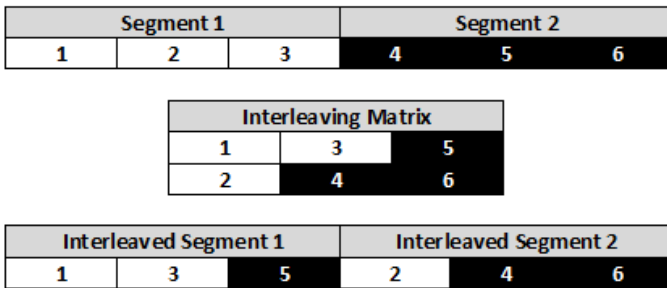 Segment 1 Segment 2
1 2 3 4 5 6
Interleaving Matrix
1 3 5
2 4 6
Interleaved Segment 1 Interleaved Segment 2
1 3 5 2 4 6